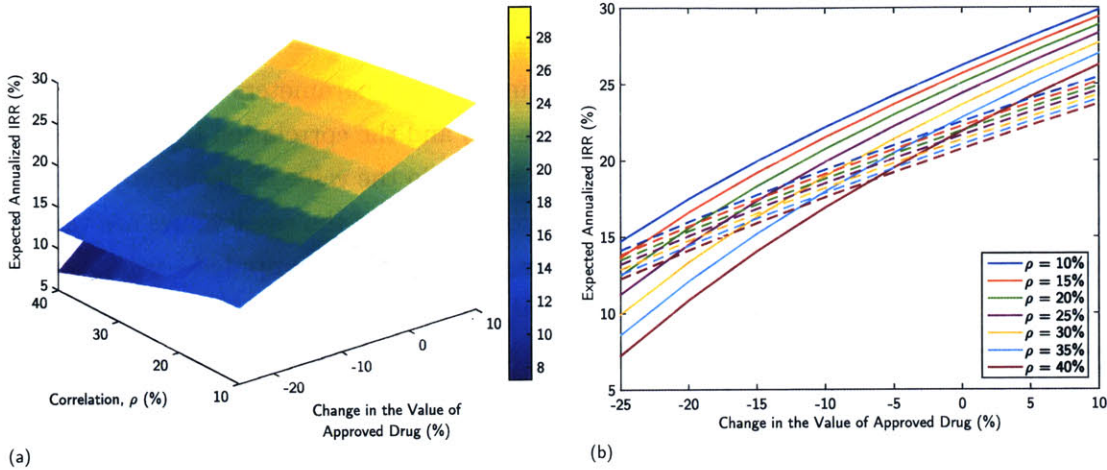 Expected Annualized IRR (%)
30
25
20
15
10
5
40
30
20
10
Correlation, ρ (%)
-20
-10
0
10
Change in the Value of
Approved Drug (%)
28
26
24
22
20
18
16
14
12
10
8
(a)
Expected Annualized IRR (%)
30
25
20
15
10
5
-25
-20
-15
-10
-5
0
5
10
Change in the Value of Approved Drug (%)
ρ = 10%
ρ = 15%
ρ = 20%
ρ = 25%
ρ = 30%
ρ = 35%
ρ = 40%
(b)